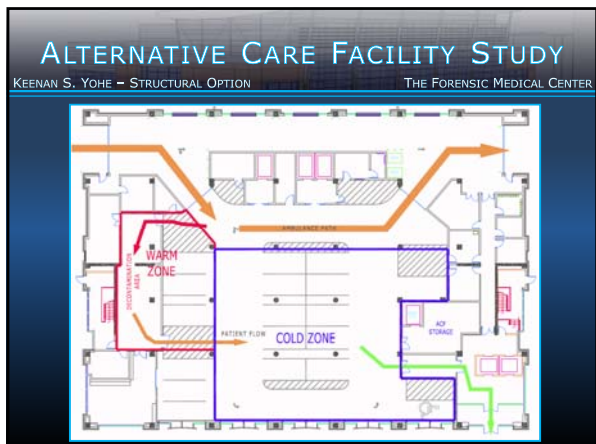 ALTERNATIVE CARE FACILITY STUDY
KEENAN S. YOHE – STRUCTURAL OPTION
THE FORENSIC MEDICAL CENTER
AMBULANCE PATH
WARM
ZONE
DECONTAMINATION
AREA
PATIENT FLOW
COLD ZONE
ACF
STORAGE